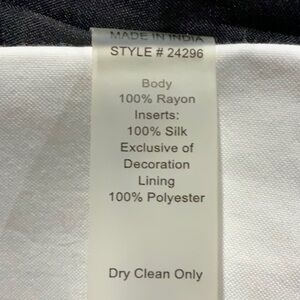 MADE IN INDIA
STYLE # 24296
Body
100% Rayon
Inserts:
100% Silk
Exclusive of
Decoration
Lining
100% Polyester
Dry Clean Only